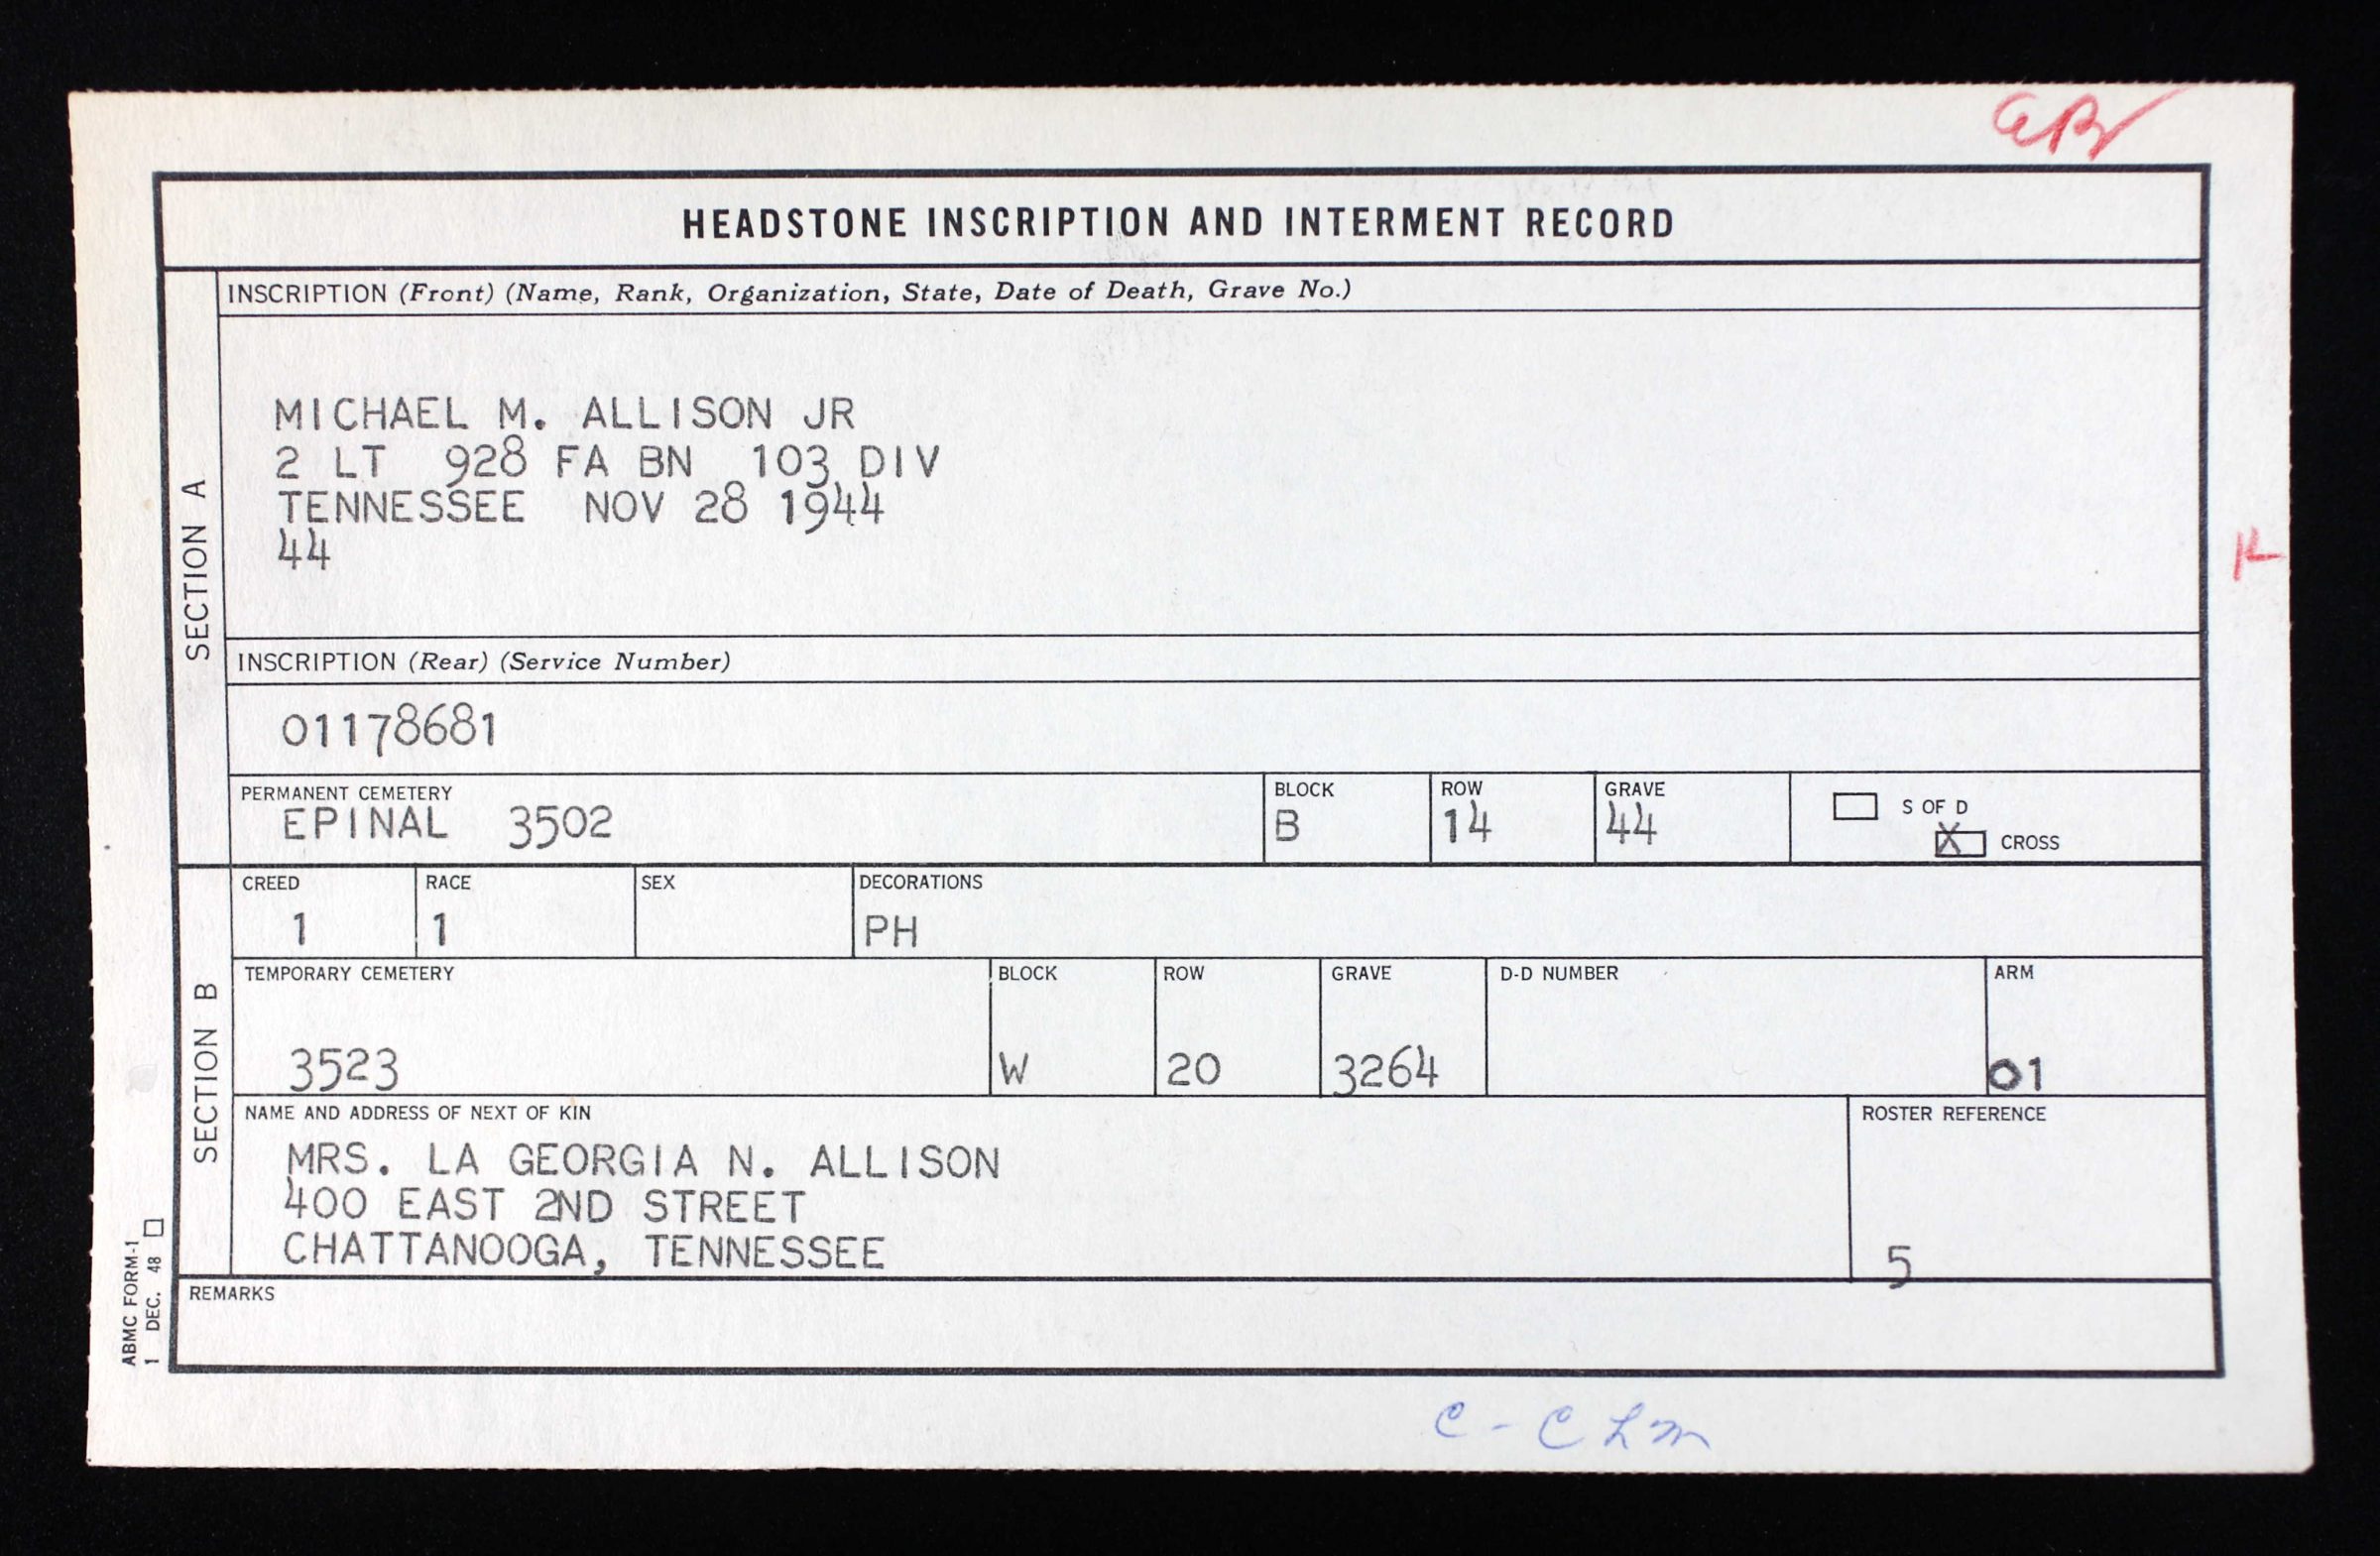 HEADSTONE INSCRIPTION AND INTERMENT RECORD
SECTION A
INSCRIPTION (Front) (Name, Rank, Organization, State, Date of Death, Grave No.)
MICHAEL M. ALLISON JR
2 LT 928 FA BN 103 DIV
TENNESSEE NOV 28 1944
44
INSCRIPTION (Rear) (Service Number)
01178681
PERMANENT CEMETERY BLOCK ROW GRAVE
EPINAL 3502 B 14 44
S OF D
X CROSS
SECTION B
CREED RACE SEX DECORATIONS
1 1 PH
TEMPORARY CEMETERY BLOCK ROW GRAVE D-D NUMBER ARM
3523 W 20 3264 01
NAME AND ADDRESS OF NEXT OF KIN ROSTER REFERENCE
MRS. LA GEORGIA N. ALLISON
400 EAST 2ND STREET
CHATTANOOGA, TENNESSEE
5
REMARKS
ABMC FORM-1
1 DEC. 48